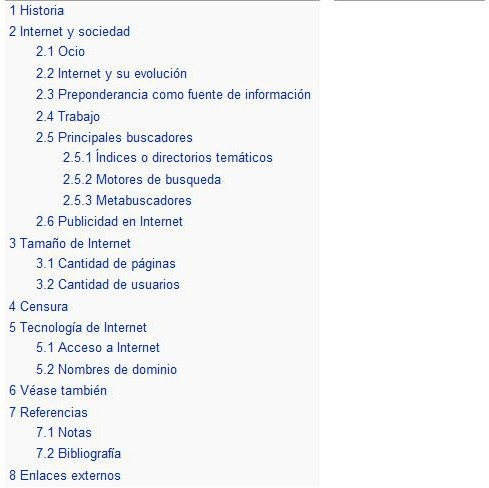 1 Historia
2 Internet y sociedad
2.1 Ocio
2.2 Internet y su evolución
2.3 Preponderancia como fuente de información
2.4 Trabajo
2.5 Principales buscadores
2.5.1 Índices o directorios temáticos
2.5.2 Motores de busqueda
2.5.3 Metabuscadores
2.6 Publicidad en Internet
3 Tamaño de Internet
3.1 Cantidad de páginas
3.2 Cantidad de usuarios
4 Censura
5 Tecnología de Internet
5.1 Acceso a Internet
5.2 Nombres de dominio
6 Véase también
7 Referencias
7.1 Notas
7.2 Bibliografía
8 Enlaces externos